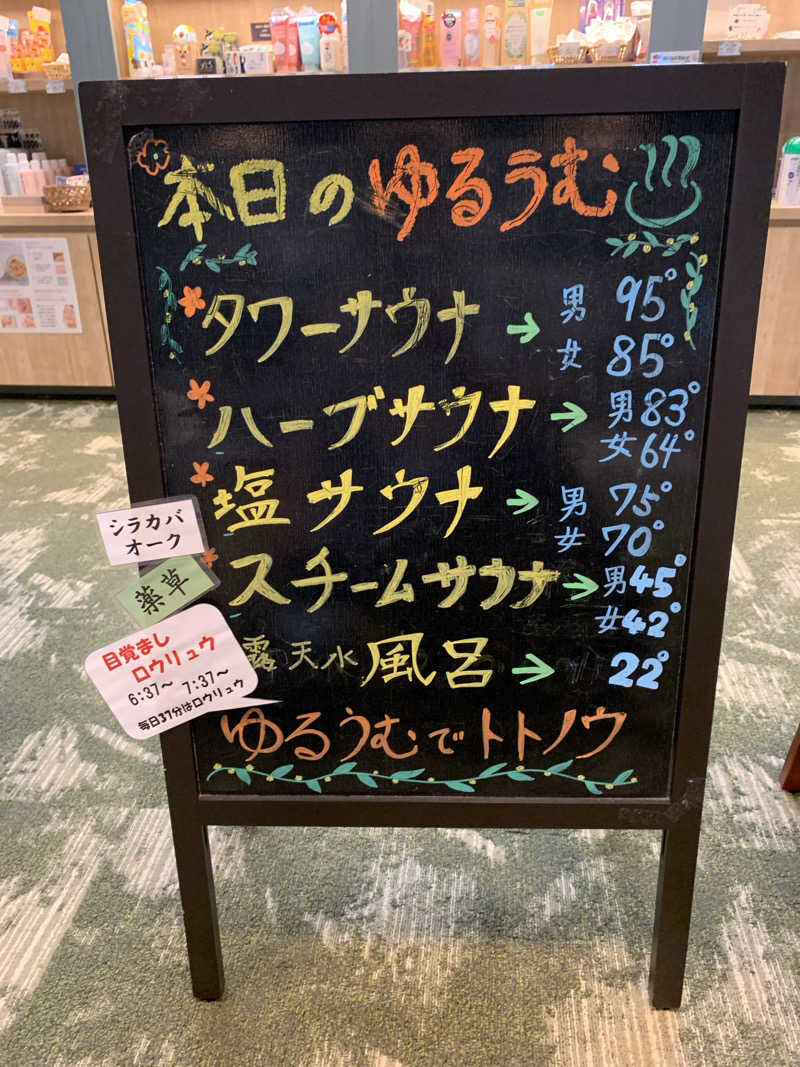 本日のゆるうむ
タワーサウナ → 男 95°
女 85°
ハーブサウナ → 男 83°
女 64°
塩サウナ → 男 75°
女 70°
シラカバ
オーク
スチームサウナ → 男 45°
女 42°
薬草
露天水風呂 → 22°
目覚まし
ロウリュウ
6:37～ 7:37～
毎日37分はロウリュウ
ゆるうむでトトノウ